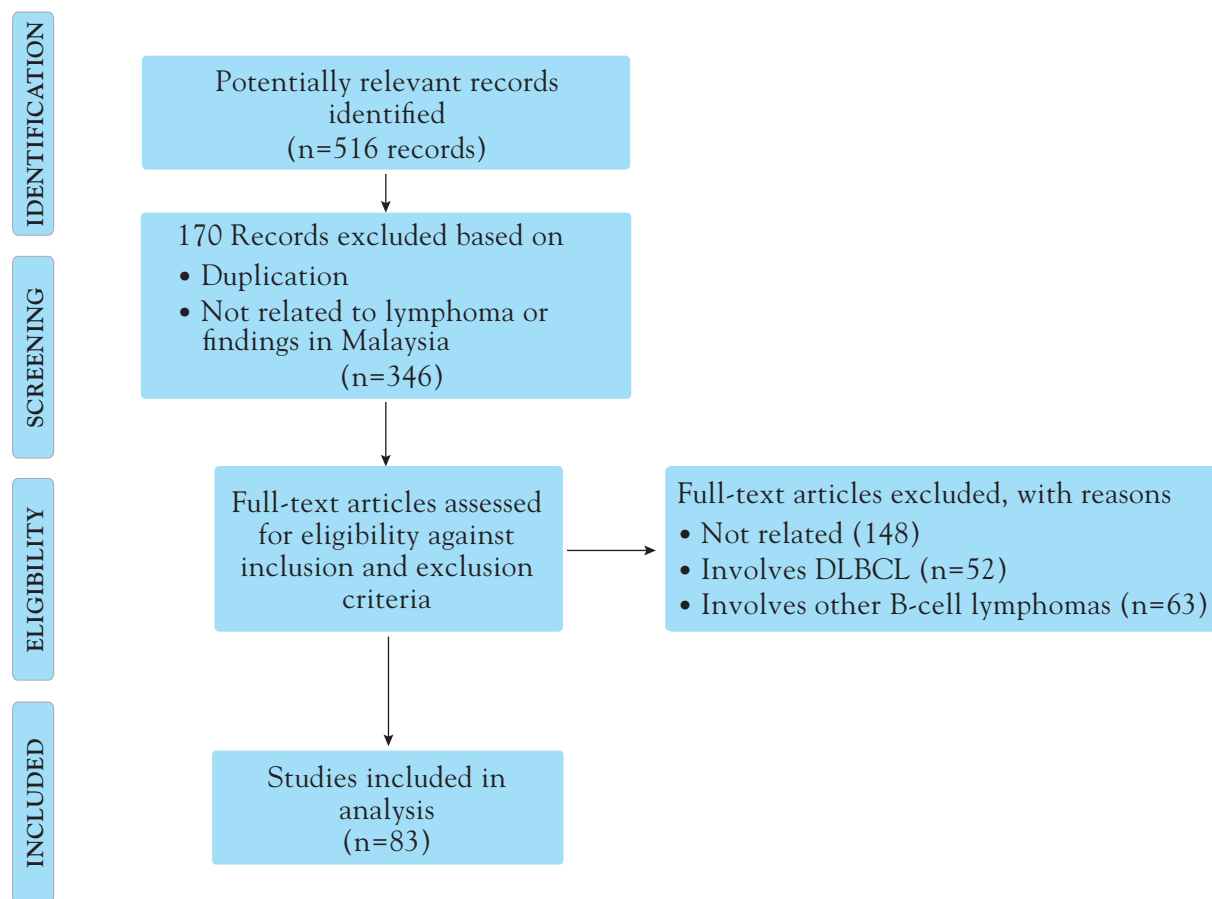 IDENTIFICATION
Potentially relevant records
identified
(n=516 records)
SCREENING
170 Records excluded based on
• Duplication
• Not related to lymphoma or
findings in Malaysia
(n=346)
ELIGIBILITY
Full-text articles assessed
for eligibility against
inclusion and exclusion
criteria
Full-text articles excluded, with reasons
• Not related (148)
• Involves DLBCL (n=52)
• Involves other B-cell lymphomas (n=63)
INCLUDED
Studies included in
analysis
(n=83)